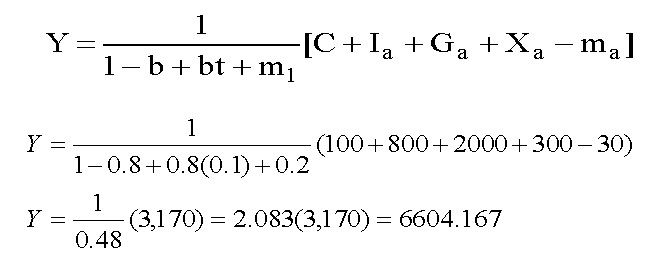 Y = 1 / (1 − b + bt + m₁) [C + Iₐ + Gₐ + Xₐ − mₐ]
Y = 1 / (1 − 0.8 + 0.8(0.1) + 0.2) (100 + 800 + 2000 + 300 − 30)
Y = 1 / 0.48 (3,170) = 2.083(3,170) = 6604.167